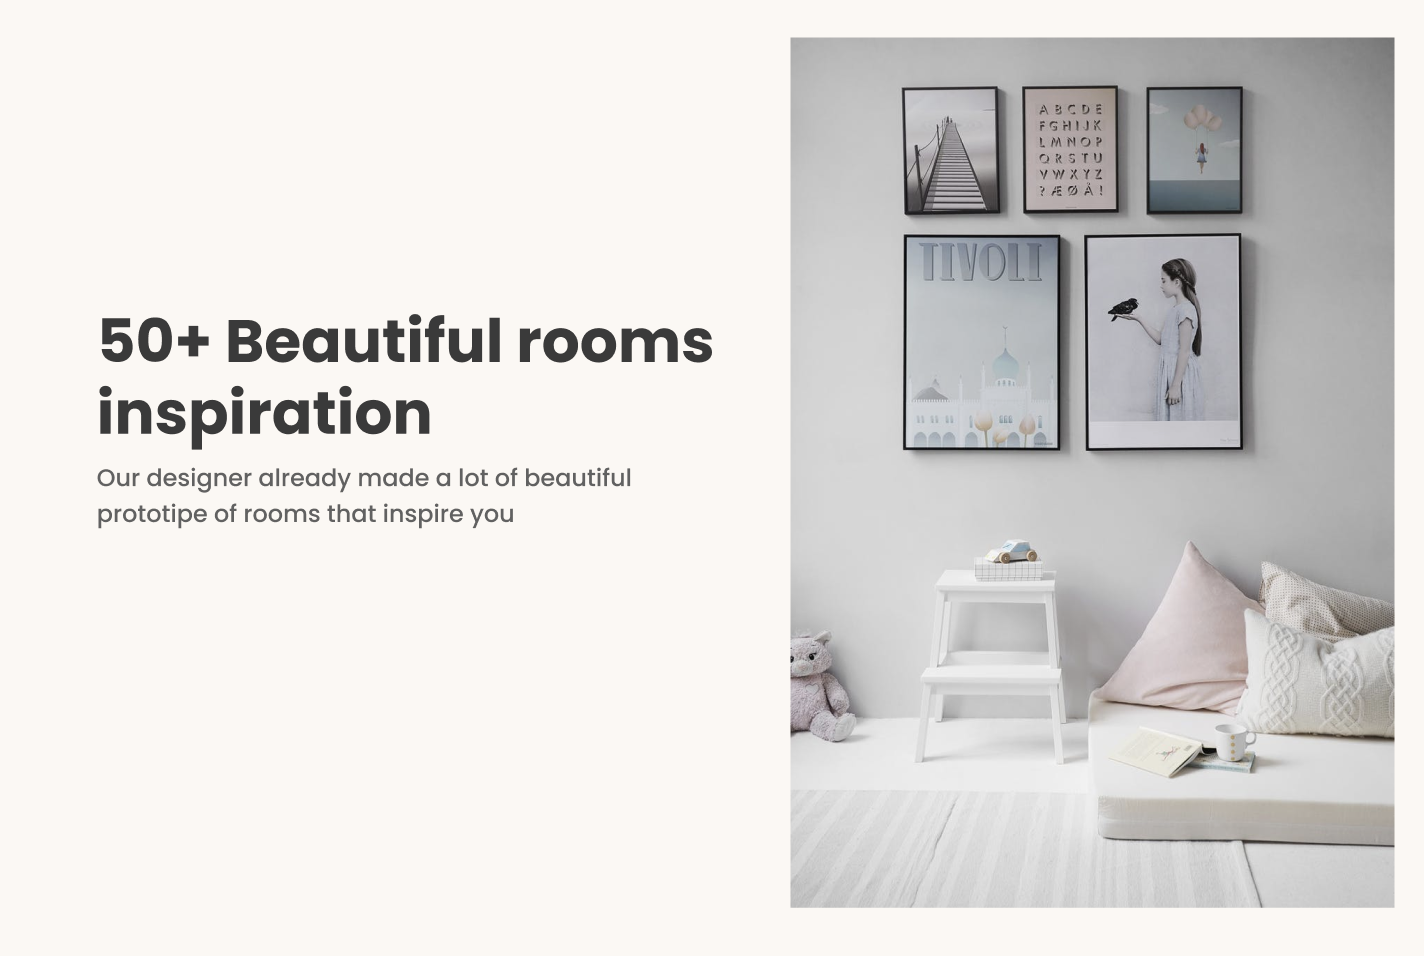 50+ Beautiful rooms
inspiration
Our designer already made a lot of beautiful
prototipe of rooms that inspire you
A B C D E
F G H I J K
L M N O P
Q R S T U
V W X Y Z
? Æ Ø Å !
TIVOLI